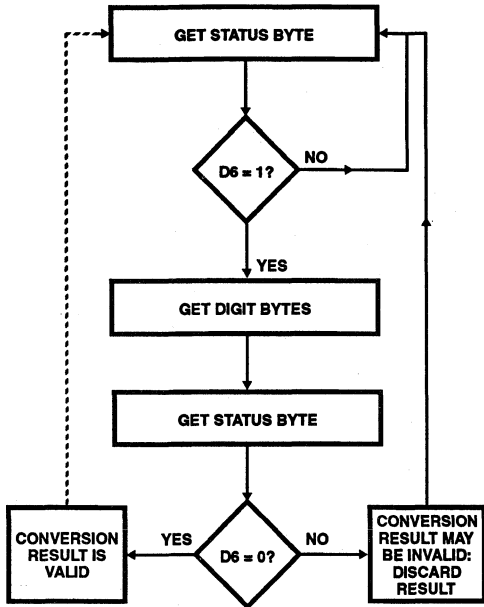 GET STATUS BYTE
D6 = 1?
NO
YES
GET DIGIT BYTES
GET STATUS BYTE
CONVERSION
RESULT IS
VALID
YES
D6 = 0?
NO
CONVERSION
RESULT MAY
BE INVALID:
DISCARD
RESULT